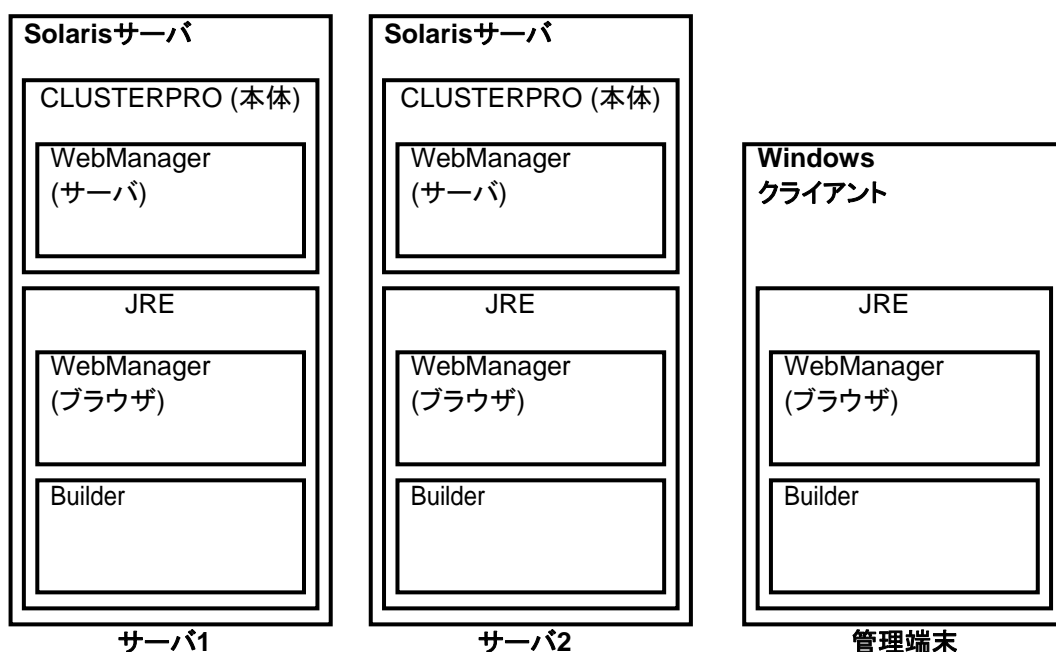 Solarisサーバ
CLUSTERPRO (本体)
WebManager
(サーバ)
JRE
WebManager
(ブラウザ)
Builder
サーバ1
Solarisサーバ
CLUSTERPRO (本体)
WebManager
(サーバ)
JRE
WebManager
(ブラウザ)
Builder
サーバ2
Windows
クライアント
JRE
WebManager
(ブラウザ)
Builder
管理端末